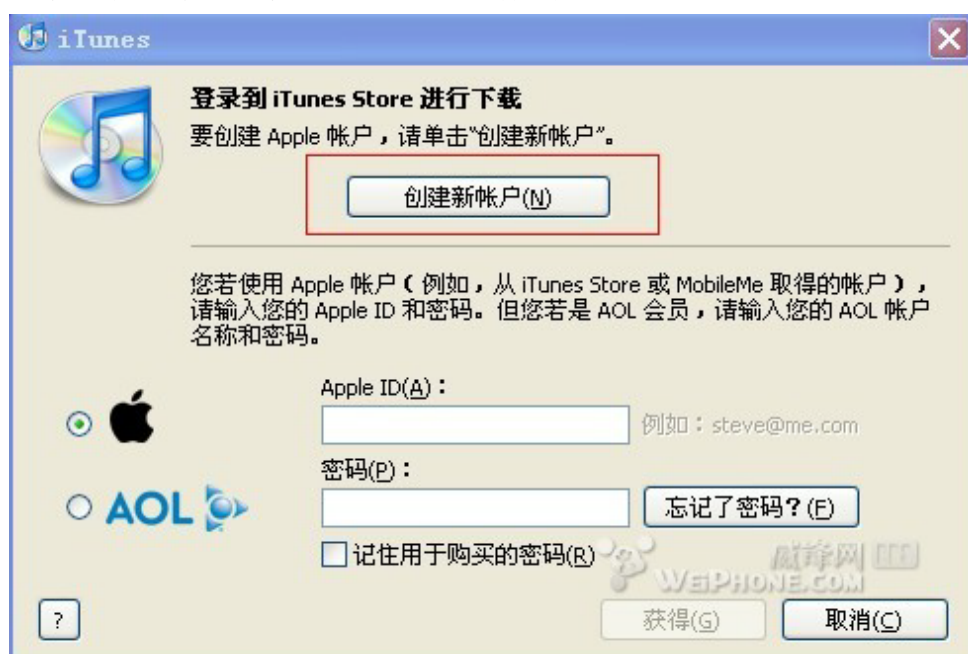 iTunes
登录到 iTunes Store 进行下载
要创建 Apple 帐户，请单击“创建新帐户”。
创建新帐户(N)
您若使用 Apple 帐户（例如，从 iTunes Store 或 MobileMe 取得的帐户），
请输入您的 Apple ID 和密码。但您若是 AOL 会员，请输入您的 AOL 帐户
名称和密码。
Apple ID(A)：
例如：steve@me.com
密码(P)：
AOL
忘记了密码？(F)
记住用于购买的密码(R)
威锋网
WEIPHONE.COM
?
获得(G)
取消(C)